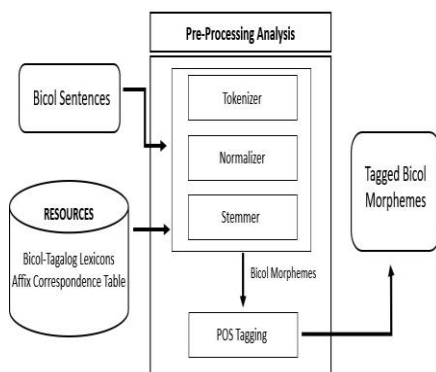 Pre-Processing Analysis
Bicol Sentences
Tokenizer
Normalizer
Stemmer
RESOURCES
Bicol-Tagalog Lexicons
Affix Correspondence Table
Bicol Morphemes
POS Tagging
Tagged Bicol
Morphemes